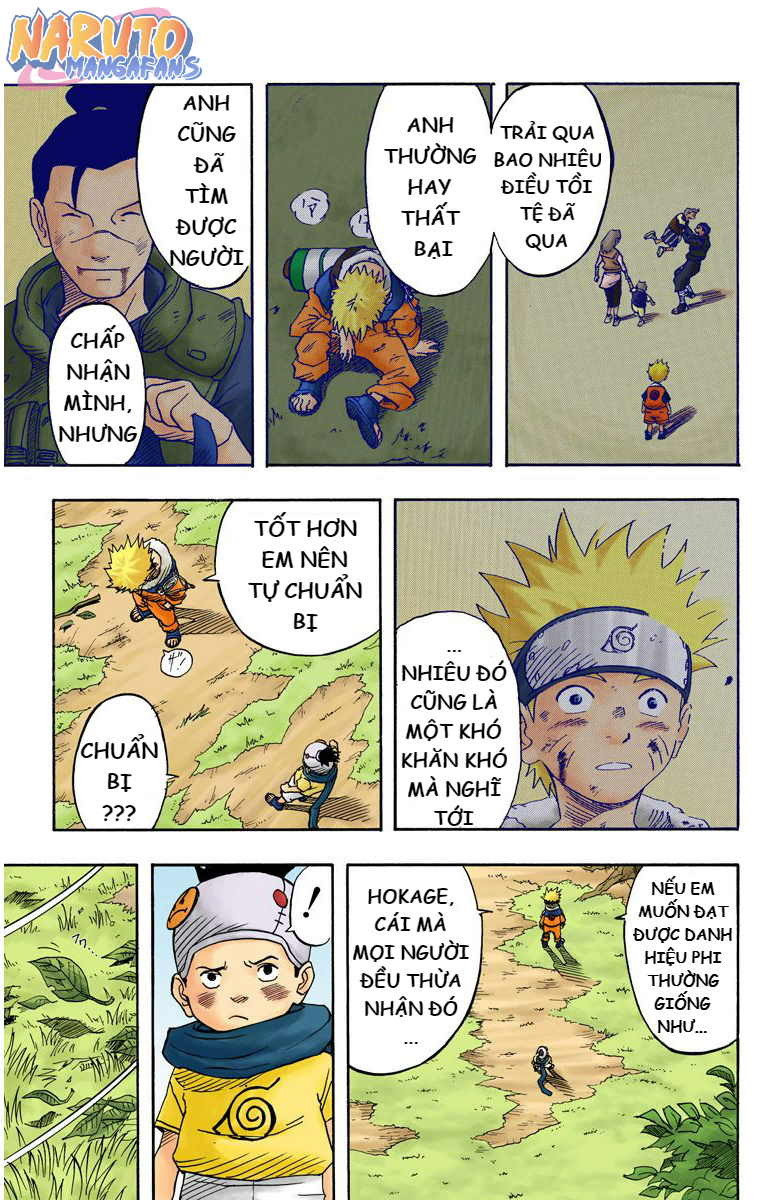 NARUTO
MANGAFANS
TRẢI QUA
BAO NHIÊU
ĐIỀU TỒI
TỆ ĐÃ
QUA
ANH
THƯỜNG
HAY
THẤT
BẠI
ANH
CŨNG
ĐÃ
TÌM
ĐƯỢC
NGƯỜI
CHẤP
NHẬN
MÌNH,
NHƯNG
...
NHIÊU ĐÓ
CŨNG LÀ
MỘT KHÓ
KHĂN KHÓ
MÀ NGHĨ
TỚI
TỐT HƠN
EM NÊN
TỰ CHUẨN
BỊ
CHUẨN
BỊ
???
NẾU EM
MUỐN ĐẠT
ĐƯỢC DANH
HIỆU PHI
THƯỜNG
GIỐNG
NHƯ...
HOKAGE,
CÁI MÀ
MỌI NGƯỜI
ĐỀU THỪA
NHẬN ĐÓ
...
!